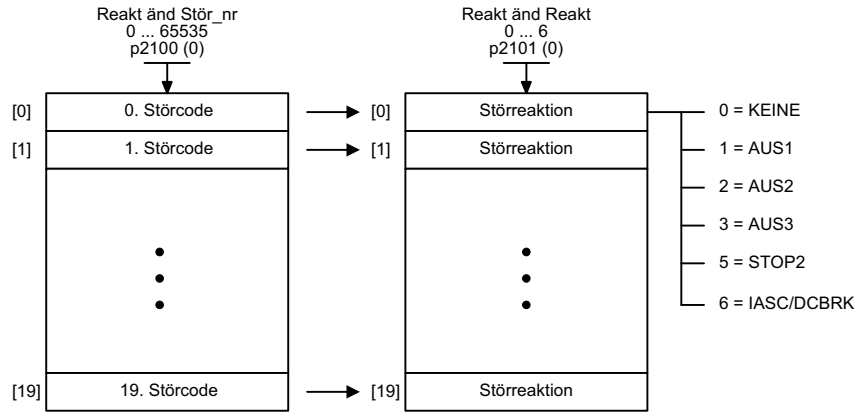 Reakt änd Stör_nr
0 ... 65535
p2100 (0)
Reakt änd Reakt
0 ... 6
p2101 (0)
[0] 0. Störcode [0] Störreaktion 0 = KEINE
[1] 1. Störcode [1] Störreaktion 1 = AUS1
2 = AUS2
3 = AUS3
5 = STOP2
6 = IASC/DCBRK
[19] 19. Störcode [19] Störreaktion